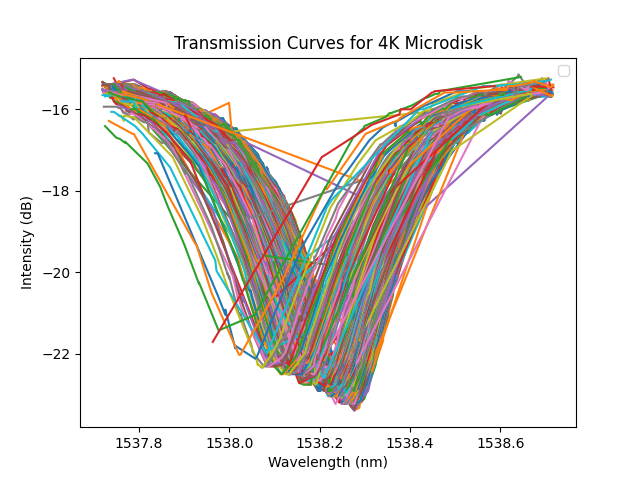 Transmission Curves for 4K Microdisk
−16
−18
−20
−22
Intensity (dB)
1537.8 1538.0 1538.2 1538.4 1538.6
Wavelength (nm)